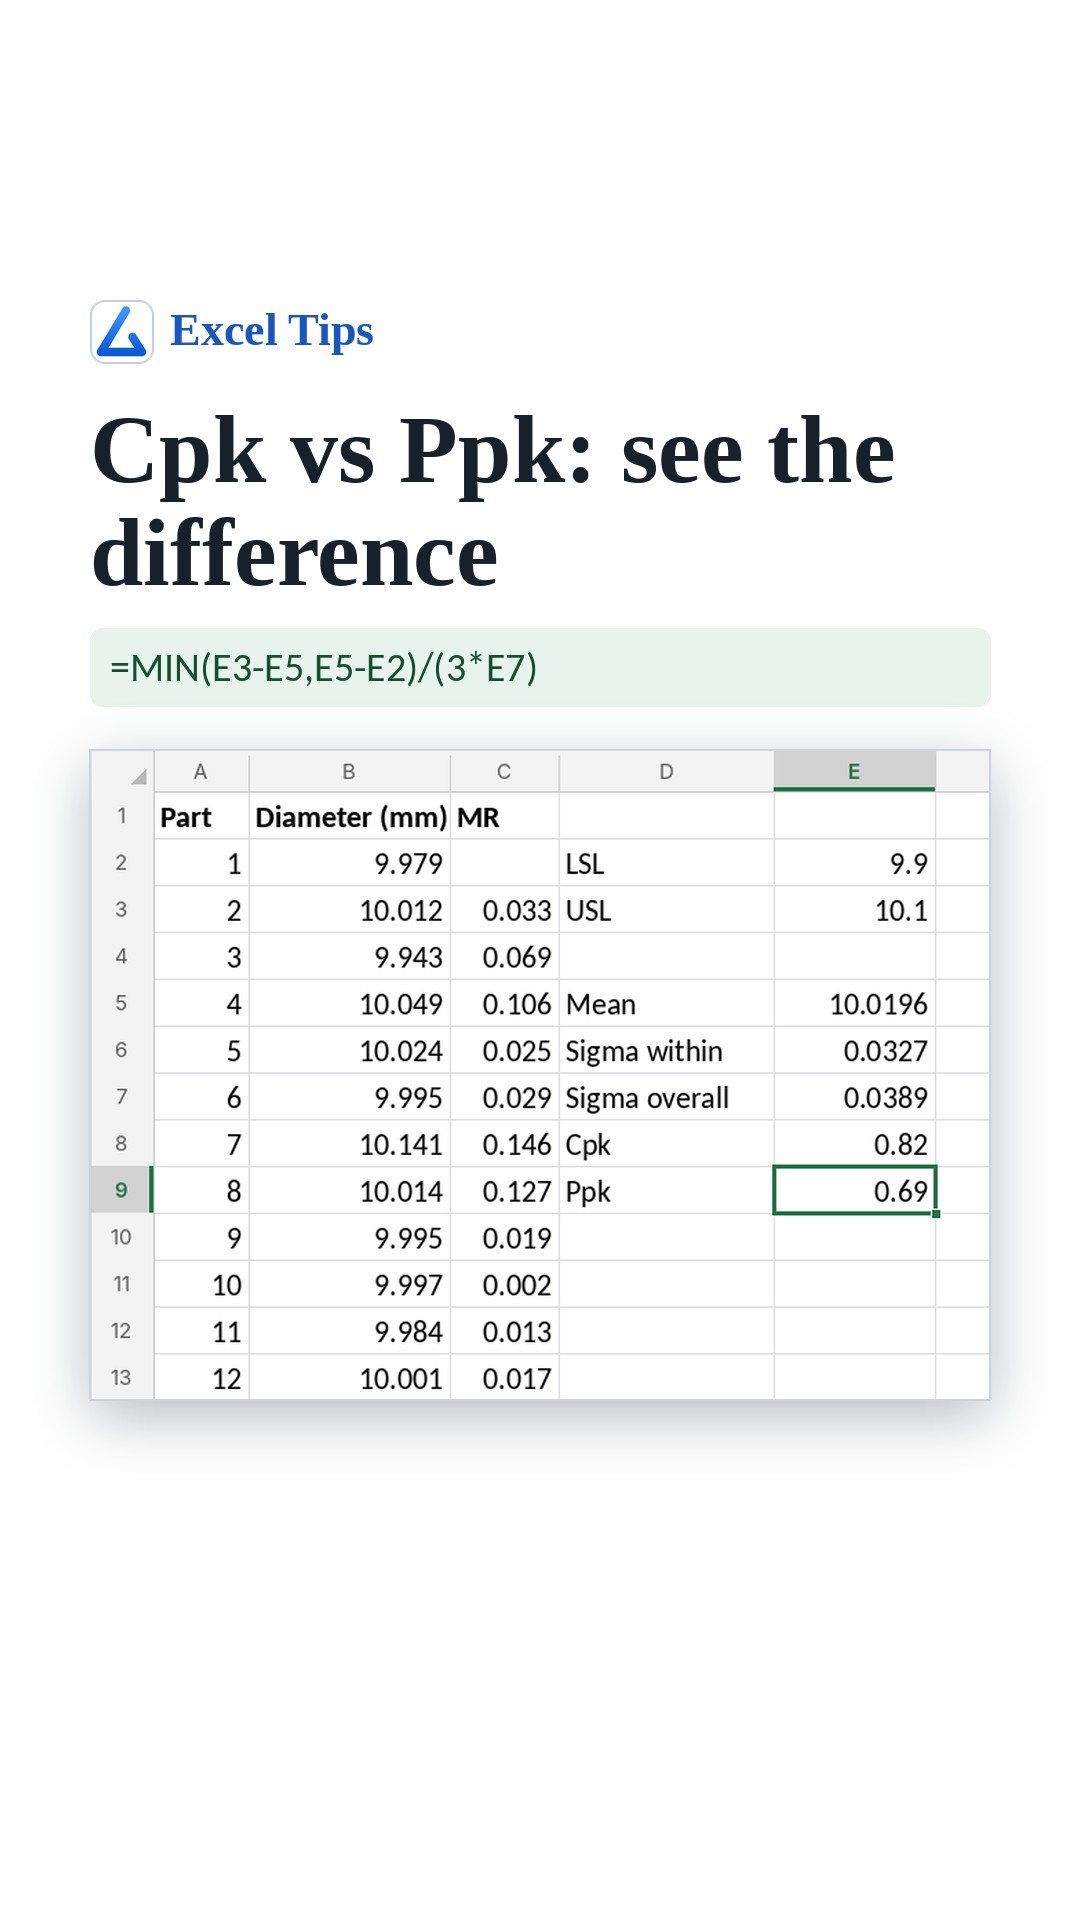 Excel Tips
Cpk vs Ppk: see the
difference
=MIN(E3-E5,E5-E2)/(3*E7)
A B C D E
1 Part Diameter (mm) MR
2 1 9.979 LSL 9.9
3 2 10.012 0.033 USL 10.1
4 3 9.943 0.069
5 4 10.049 0.106 Mean 10.0196
6 5 10.024 0.025 Sigma within 0.0327
7 6 9.995 0.029 Sigma overall 0.0389
8 7 10.141 0.146 Cpk 0.82
9 8 10.014 0.127 Ppk 0.69
10 9 9.995 0.019
11 10 9.997 0.002
12 11 9.984 0.013
13 12 10.001 0.017